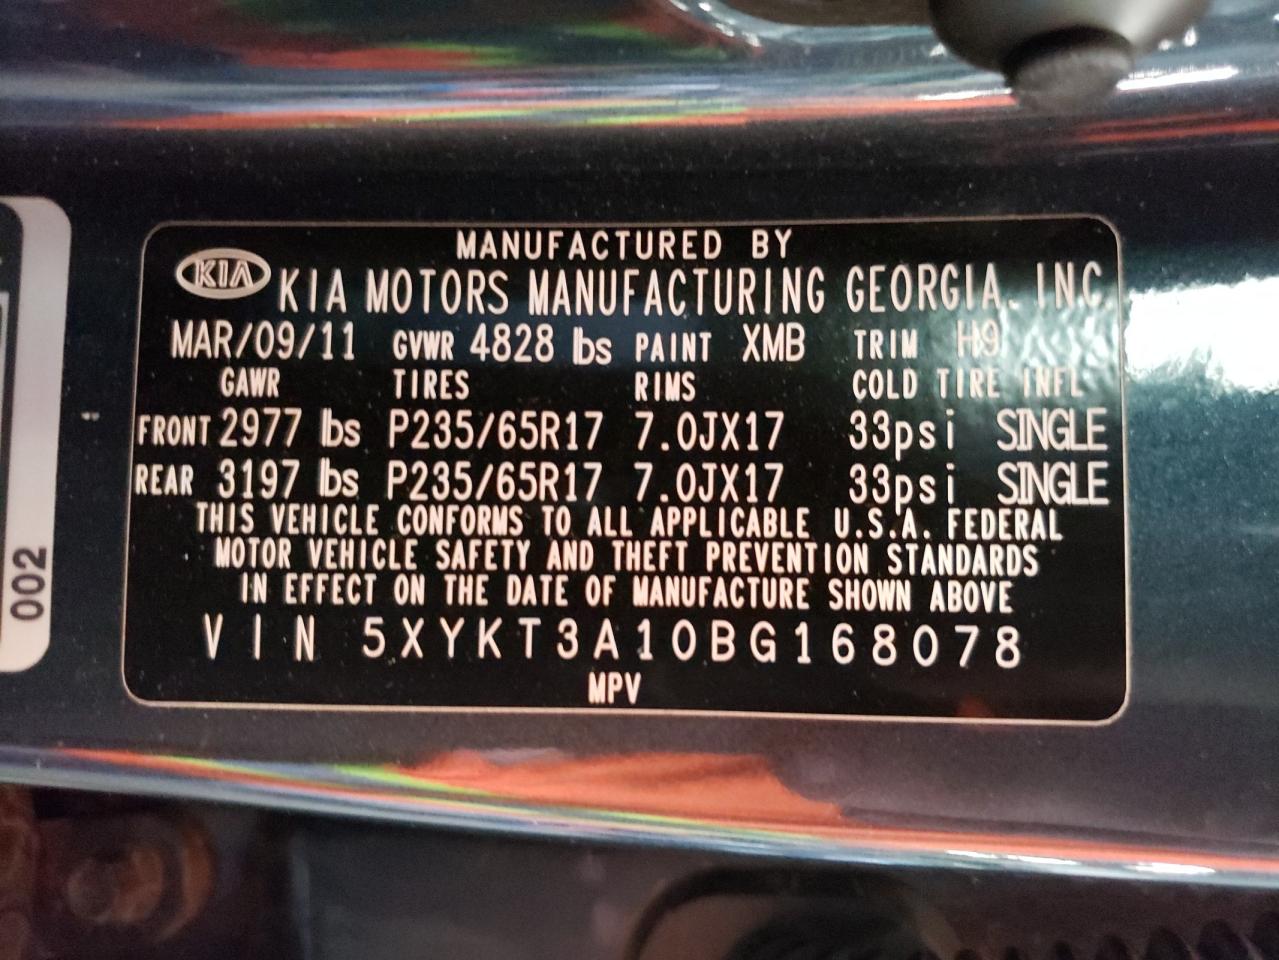 MANUFACTURED BY
KIA KIA MOTORS MANUFACTURING GEORGIA, INC.
MAR/09/11 GVWR 4828 lbs PAINT XMB TRIM H9
GAWR TIRES RIMS COLD TIRE INFL
FRONT 2977 lbs P235/65R17 7.0JX17 33psi SINGLE
REAR 3197 lbs P235/65R17 7.0JX17 33psi SINGLE
THIS VEHICLE CONFORMS TO ALL APPLICABLE U.S.A. FEDERAL
MOTOR VEHICLE SAFETY AND THEFT PREVENTION STANDARDS
IN EFFECT ON THE DATE OF MANUFACTURE SHOWN ABOVE
VIN 5XYKT3A10BG168078
MPV
002